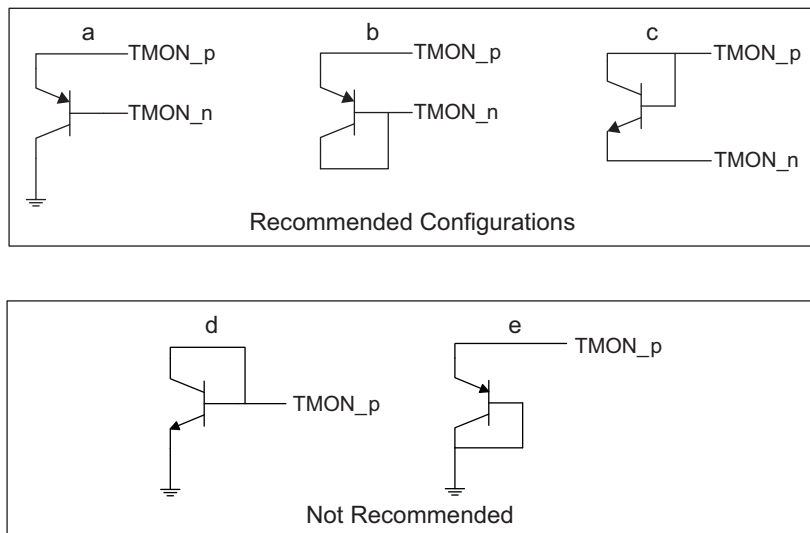 a
b
c
TMON_p
TMON_p
TMON_p
TMON_n
TMON_n
TMON_n
Recommended Configurations
d
e
TMON_p
TMON_p
Not Recommended